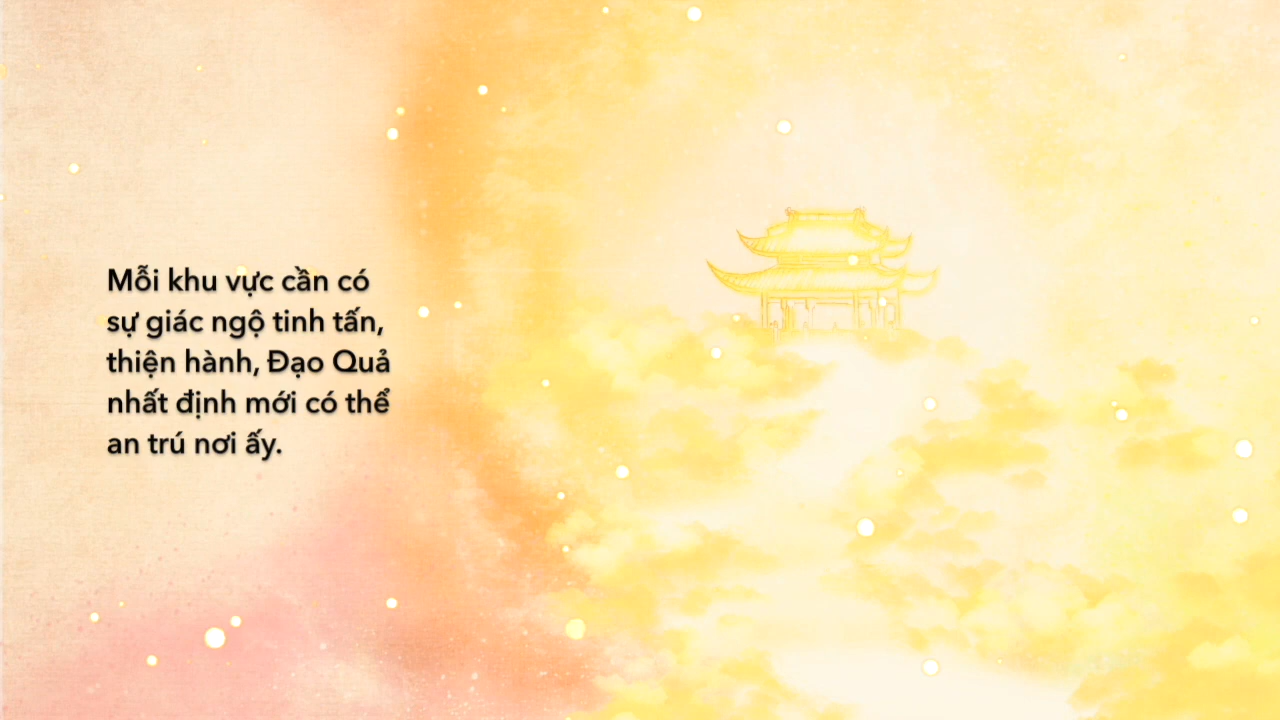 Mỗi khu vực cần có
sự giác ngộ tinh tấn,
thiện hành, Đạo Quả
nhất định mới có thể
an trú nơi ấy.